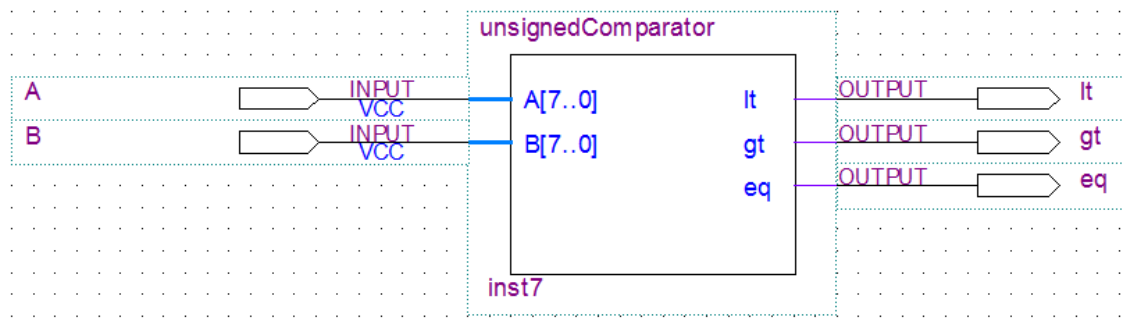 unsignedComparator
A INPUT VCC A[7..0] lt OUTPUT lt
B INPUT VCC B[7..0] gt OUTPUT gt
eq OUTPUT eq
inst7